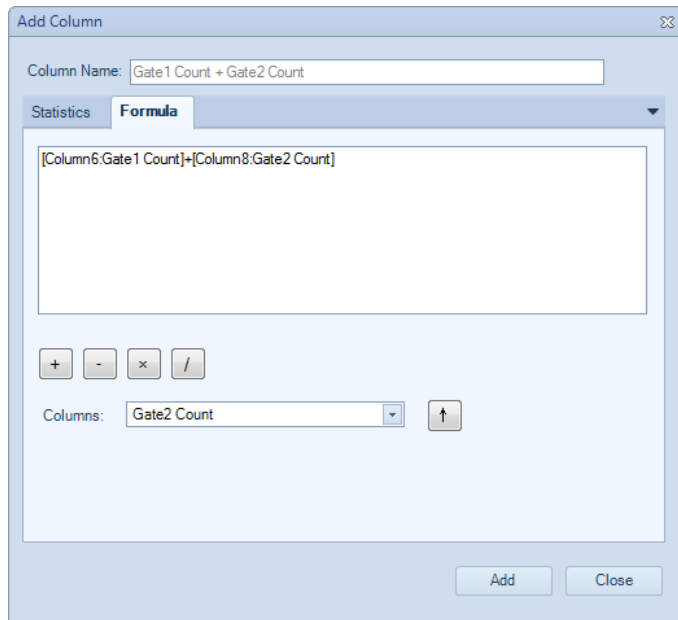 Add Column
Column Name: Gate1 Count + Gate2 Count
Statistics Formula
[Column6:Gate1 Count]+[Column8:Gate2 Count]
+ - × /
Columns: Gate2 Count ↑
Add Close